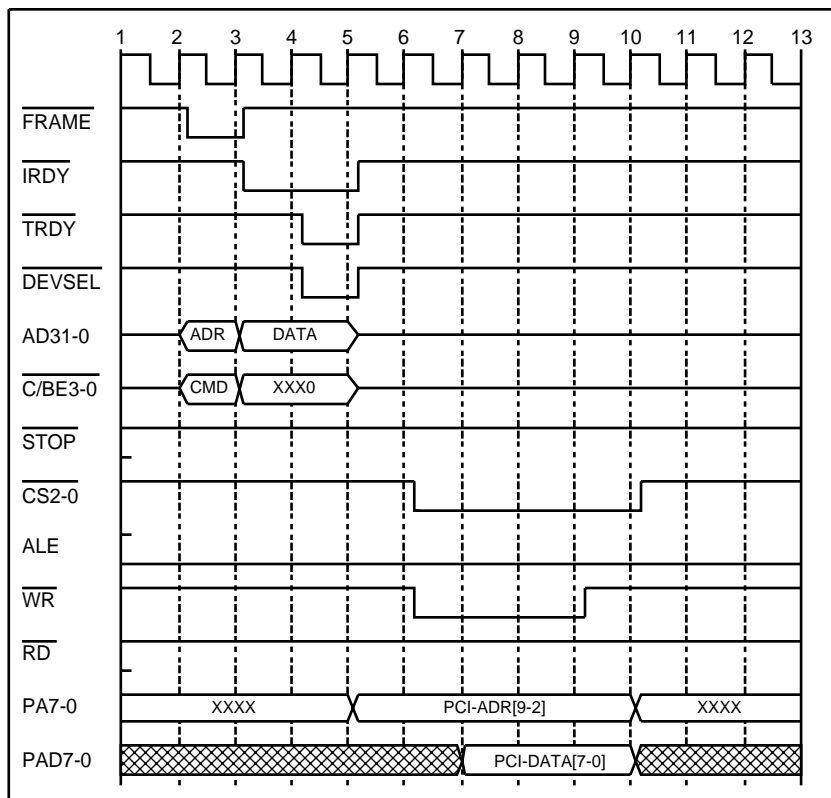 1 2 3 4 5 6 7 8 9 10 11 12 13
FRAME
IRDY
TRDY
DEVSEL
AD31-0 ADR DATA
C/BE3-0 CMD XXX0
STOP
CS2-0
ALE
WR
RD
PA7-0 XXXX PCI-ADR[9-2] XXXX
PAD7-0 PCI-DATA[7-0]